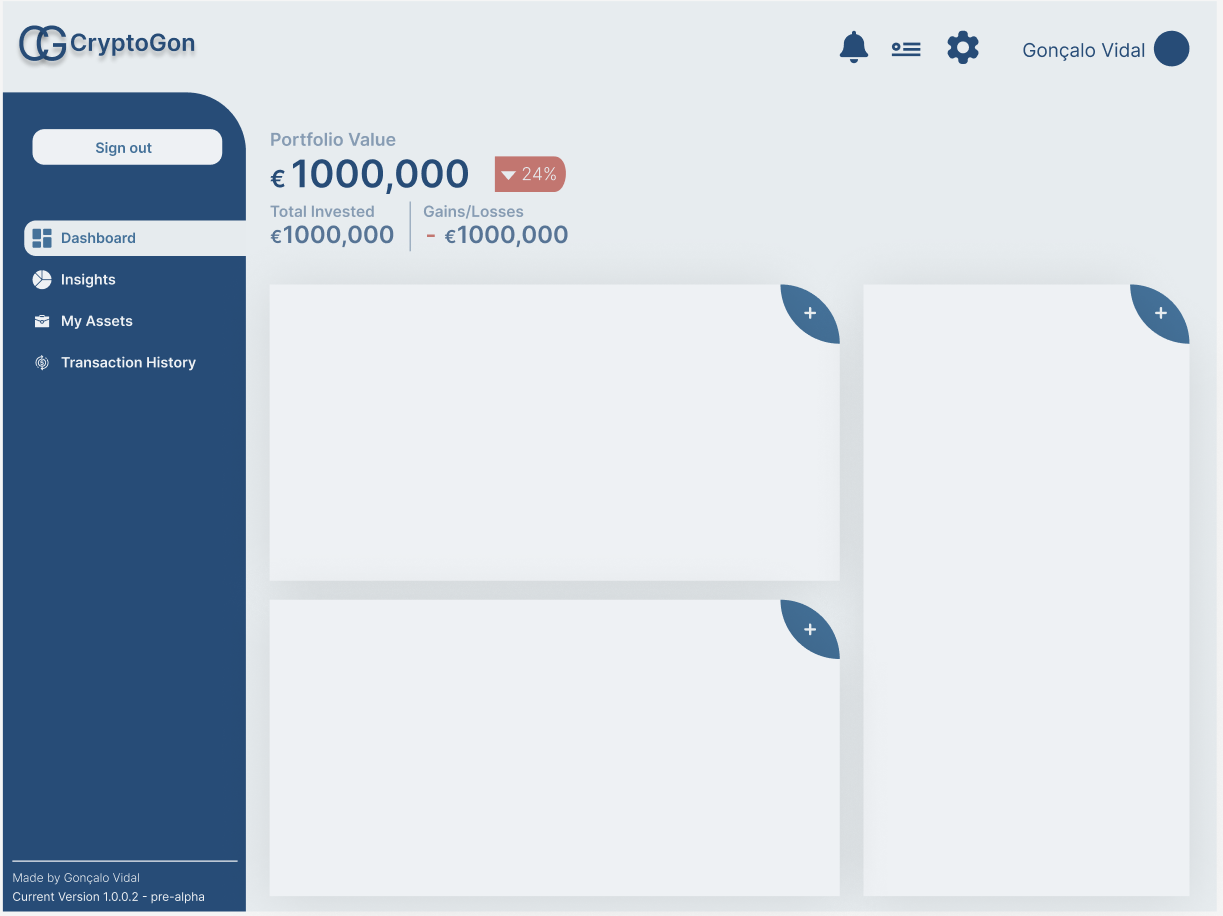 CG CryptoGon
Gonçalo Vidal
Sign out
Dashboard
Insights
My Assets
Transaction History
Made by Gonçalo Vidal
Current Version 1.0.0.2 - pre-alpha
Portfolio Value
€ 1000,000
24%
Total Invested
€1000,000
Gains/Losses
- €1000,000
+
+
+